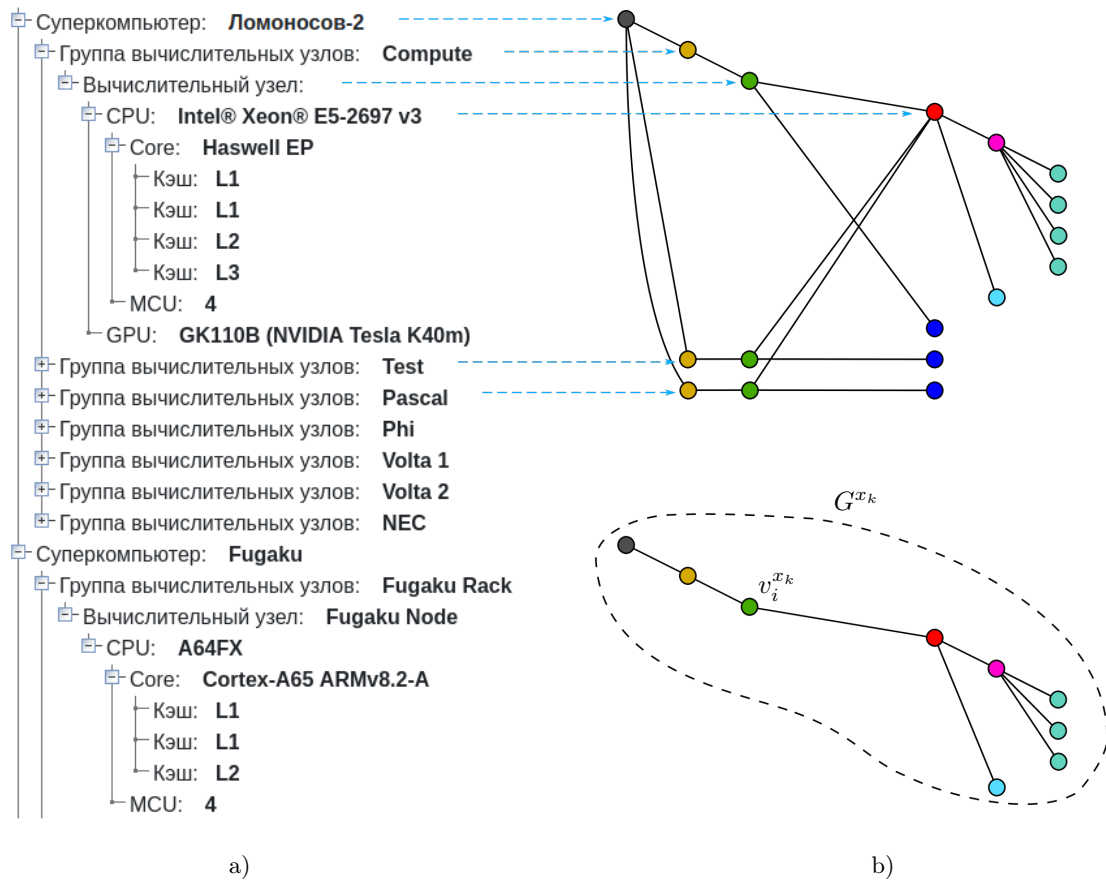 Суперкомпьютер: Ломоносов-2
Группа вычислительных узлов: Compute
Вычислительный узел:
CPU: Intel® Xeon® E5-2697 v3
Core: Haswell EP
Кэш: L1
Кэш: L1
Кэш: L2
Кэш: L3
MCU: 4
GPU: GK110B (NVIDIA Tesla K40m)
Группа вычислительных узлов: Test
Группа вычислительных узлов: Pascal
Группа вычислительных узлов: Phi
Группа вычислительных узлов: Volta 1
Группа вычислительных узлов: Volta 2
Группа вычислительных узлов: NEC
Суперкомпьютер: Fugaku
Группа вычислительных узлов: Fugaku Rack
Вычислительный узел: Fugaku Node
CPU: A64FX
Core: Cortex-A65 ARMv8.2-A
Кэш: L1
Кэш: L1
Кэш: L2
MCU: 4
a)
G^{x_k}
v_i^{x_k}
b)